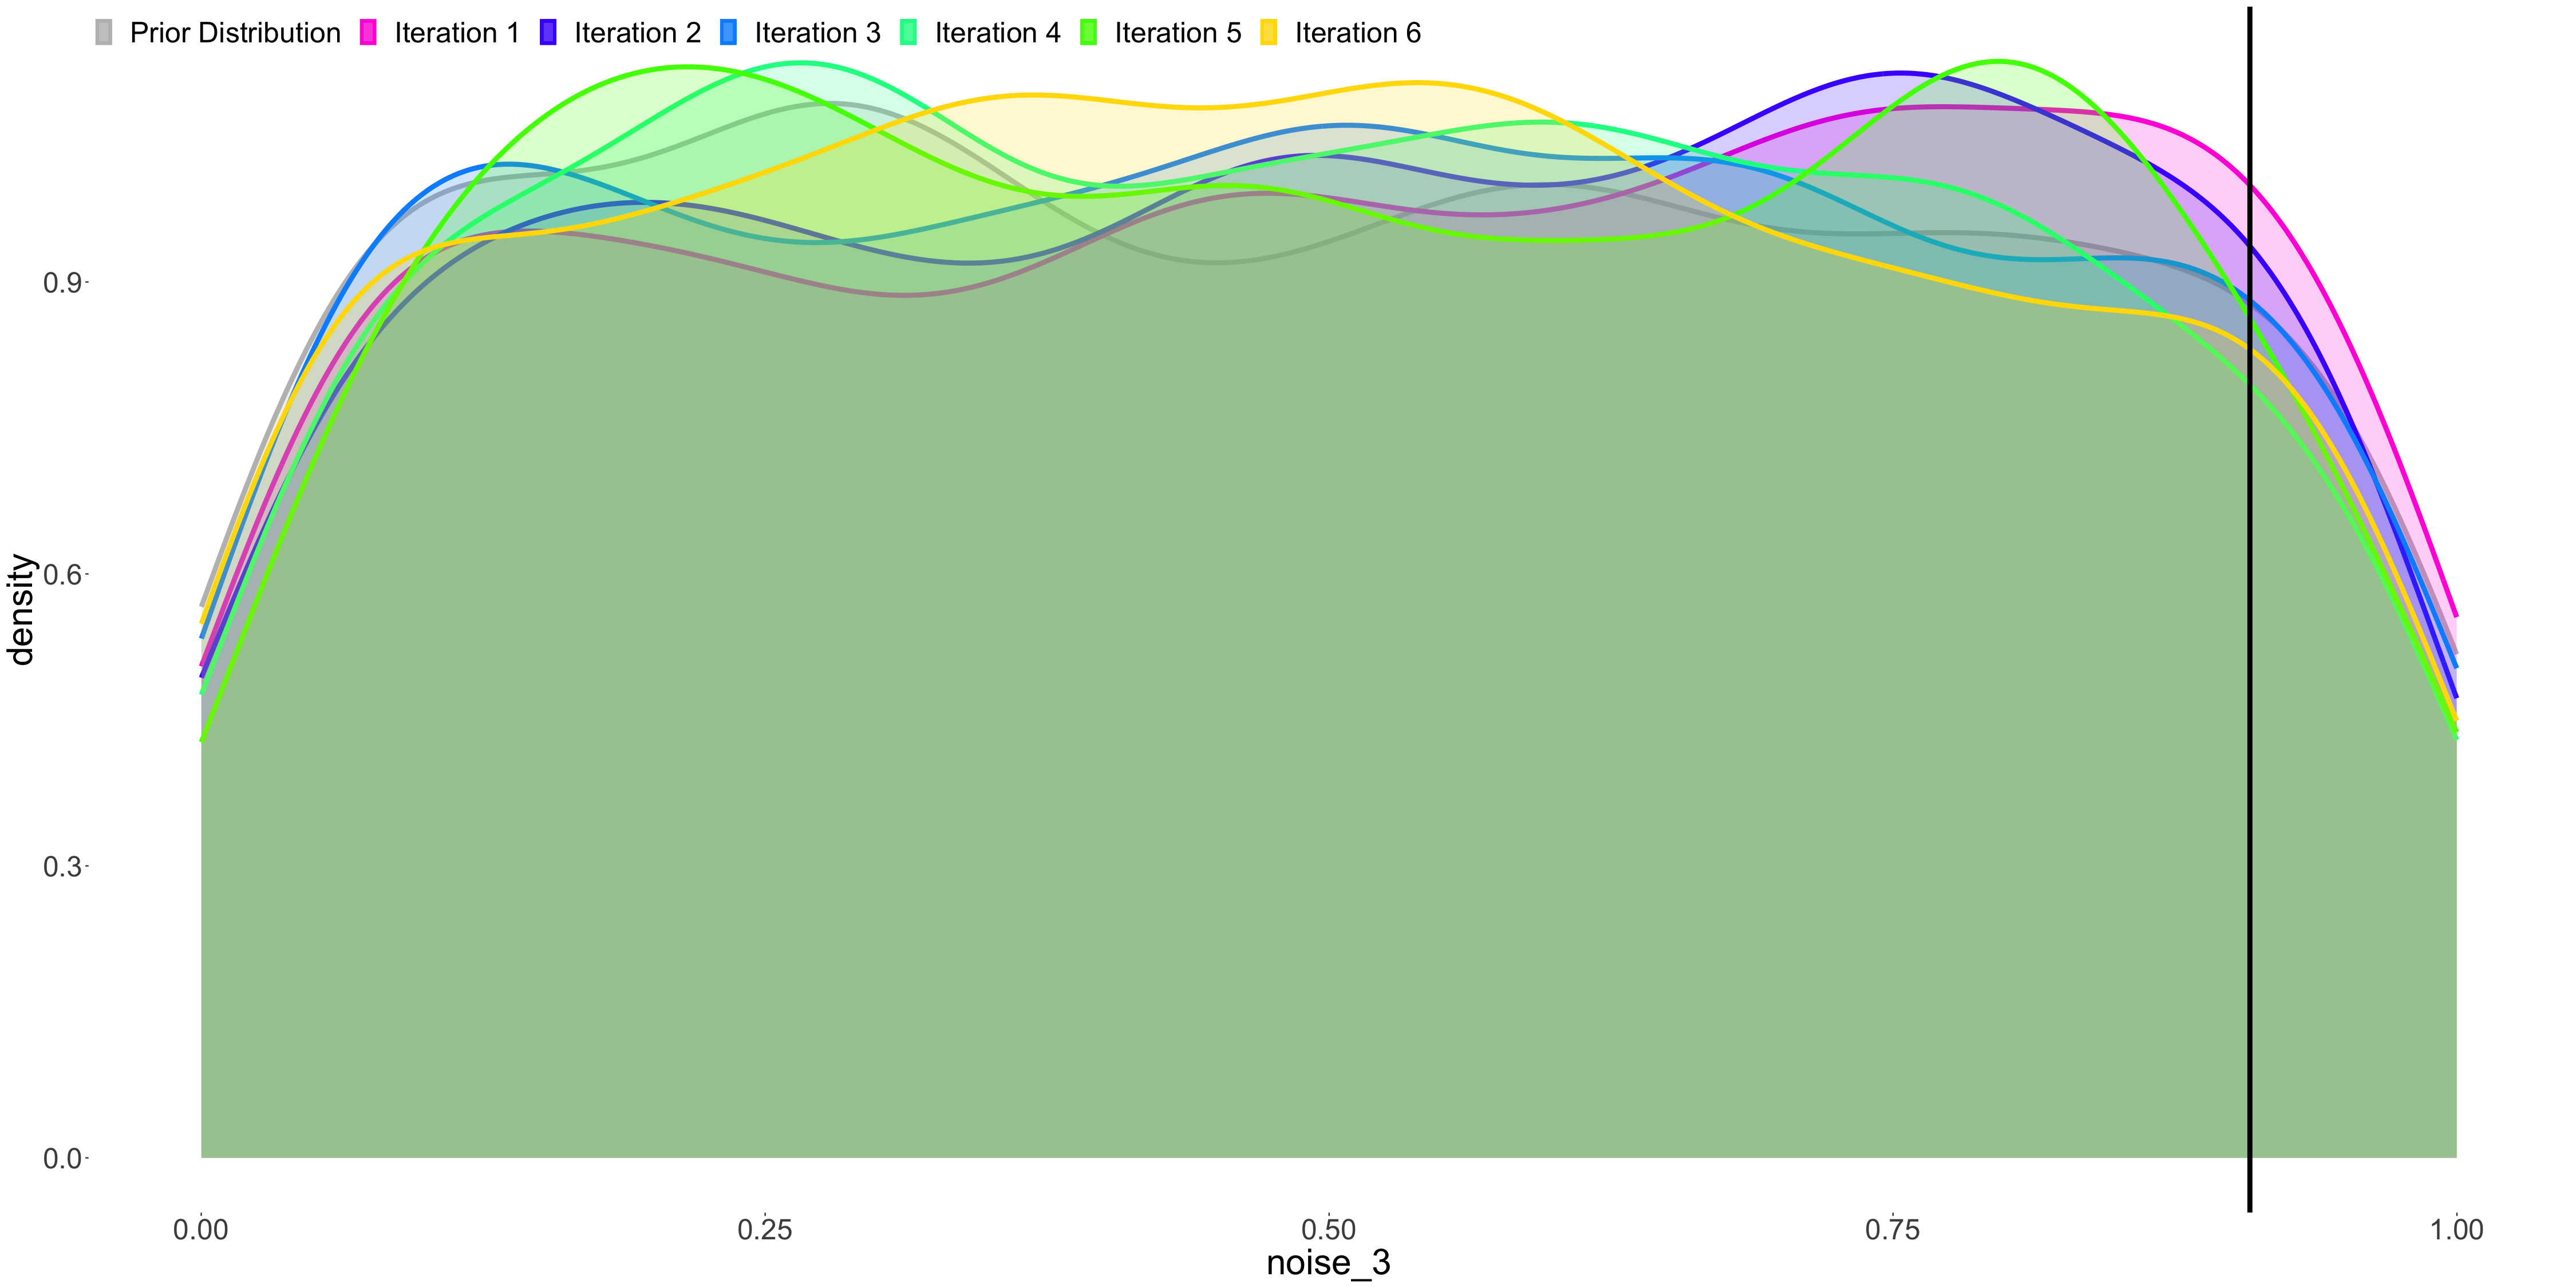 Prior Distribution Iteration 1 Iteration 2 Iteration 3 Iteration 4 Iteration 5 Iteration 6
density
0.9
0.6
0.3
0.0
0.00 0.25 0.50 0.75 1.00
noise_3